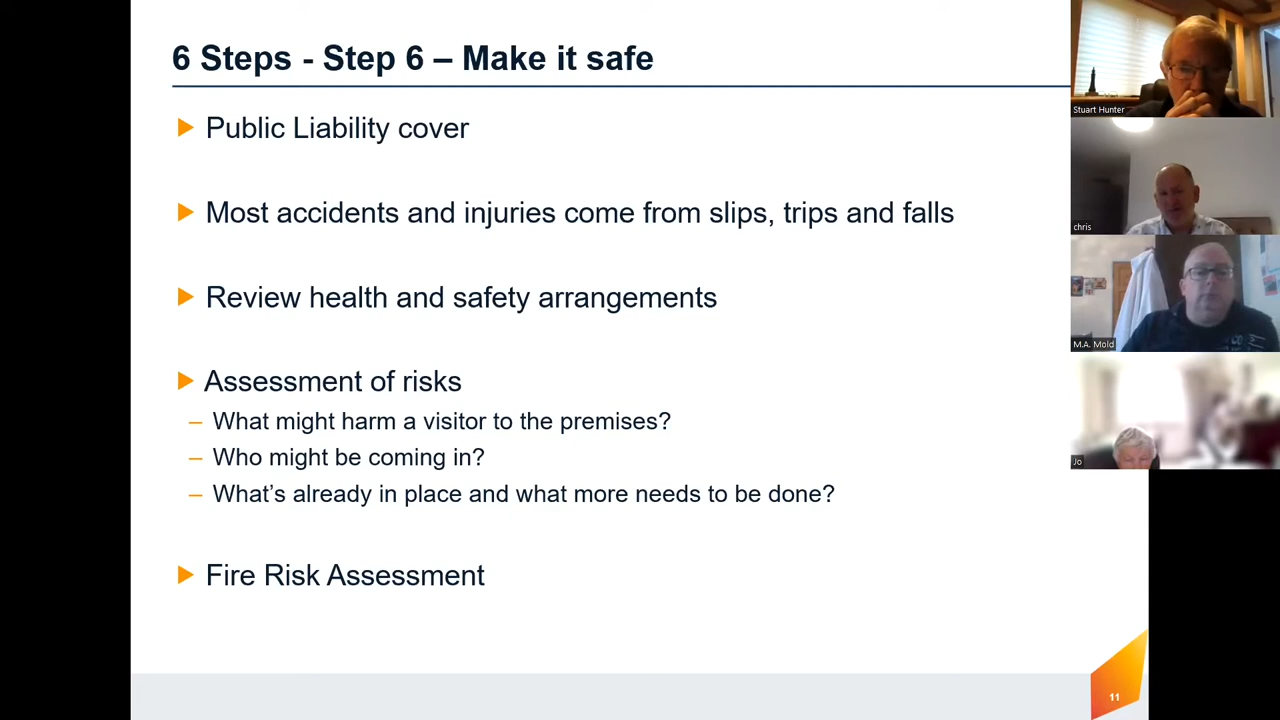 6 Steps - Step 6 – Make it safe
Public Liability cover
Most accidents and injuries come from slips, trips and falls
Review health and safety arrangements
Assessment of risks
– What might harm a visitor to the premises?
– Who might be coming in?
– What’s already in place and what more needs to be done?
Fire Risk Assessment
11
Stuart Hunter
chris
M.A. Mold
Jo